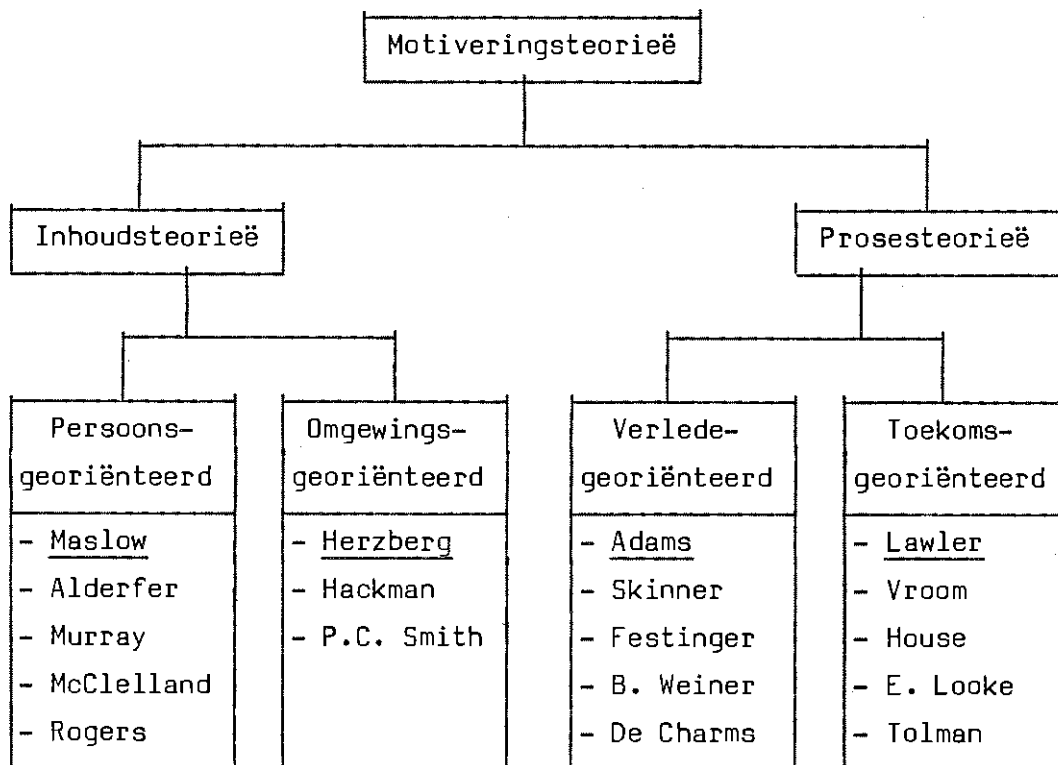 Motiveringsteorieë
Inhoudsteorieë
Prosesteorieë
Persoons-
georiënteerd
- Maslow
- Alderfer
- Murray
- McClelland
- Rogers
Omgewings-
georiënteerd
- Herzberg
- Hackman
- P.C. Smith
Verlede-
georiënteerd
- Adams
- Skinner
- Festinger
- B. Weiner
- De Charms
Toekoms-
georiënteerd
- Lawler
- Vroom
- House
- E. Looke
- Tolman